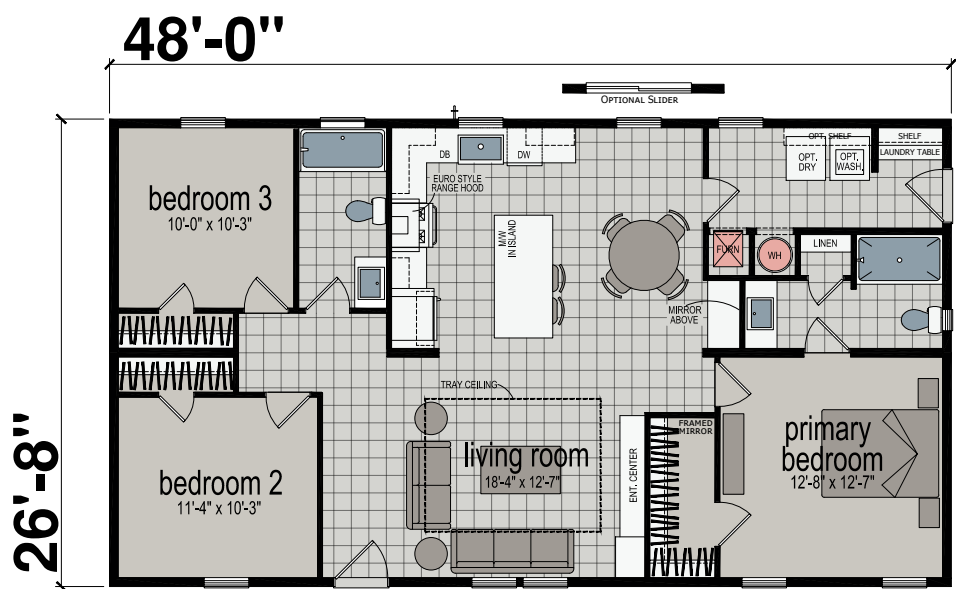 48'-0"
OPTIONAL SLIDER
26'-8"
bedroom 3
10'-0" x 10'-3"
DB
DW
EURO STYLE
RANGE HOOD
M/W
IN ISLAND
OPT. SHELF
OPT.
DRY
OPT.
WASH.
SHELF
LAUNDRY TABLE
FURN
WH
LINEN
MIRROR
ABOVE
TRAY CEILING
living room
18'-4" x 12'-7"
ENT. CENTER
FRAMED
MIRROR
primary
bedroom
12'-8" x 12'-7"
bedroom 2
11'-4" x 10'-3"